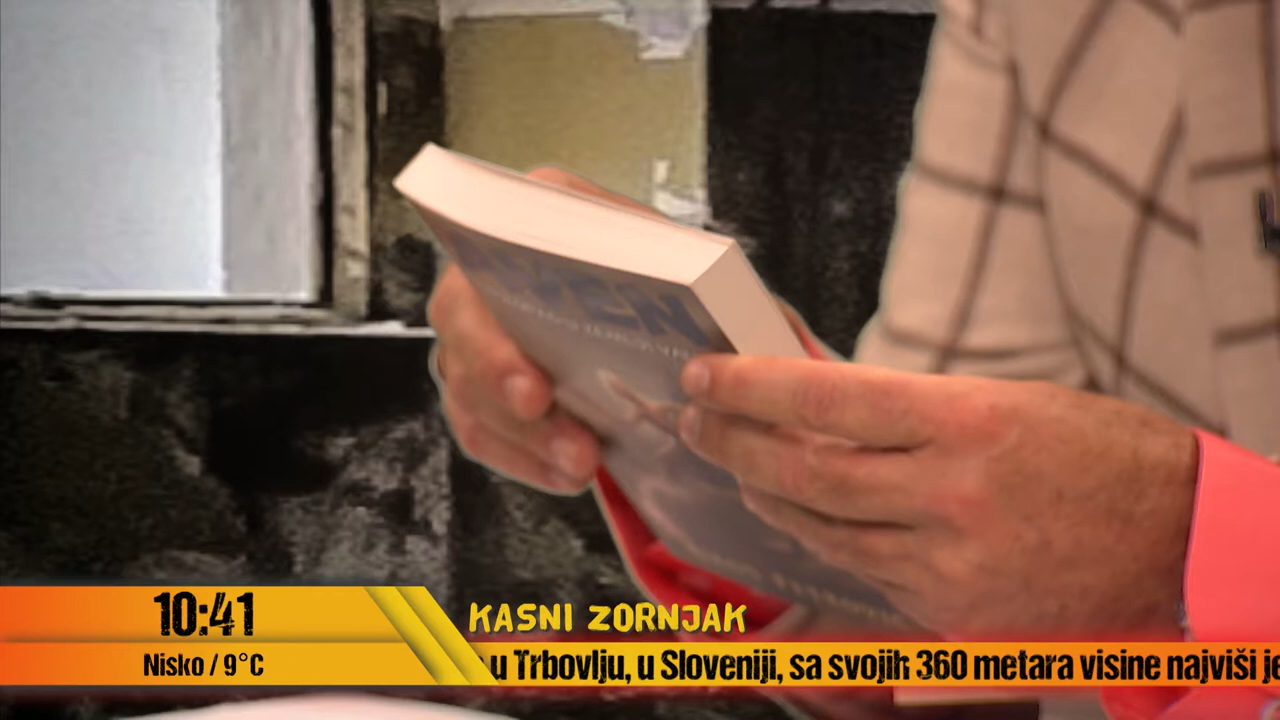 10:41
Nisko / 9°C
KASNI ZORNJAK
u Trbovlju, u Sloveniji, sa svojih 360 metara visine najviši je